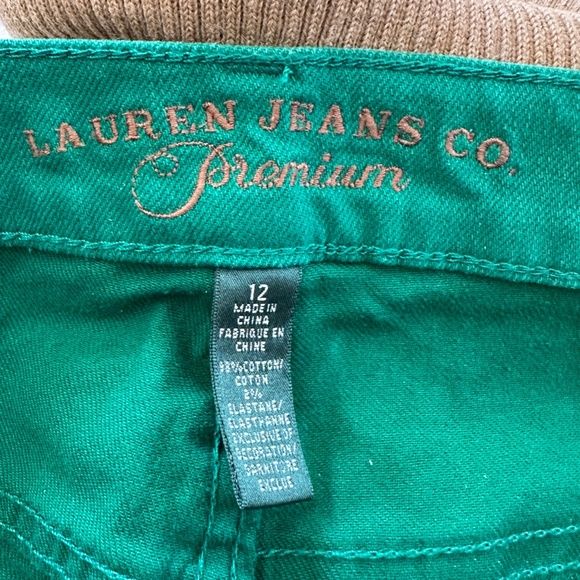 LAUREN JEANS CO.
Premium
12
MADE IN
CHINA
FABRIQUE EN
CHINE
98% COTTON/
COTON
2%
ELASTANE/
ELASTHANNE
EXCLUSIVE OF
DECORATION/
GARNITURE
EXCLUE